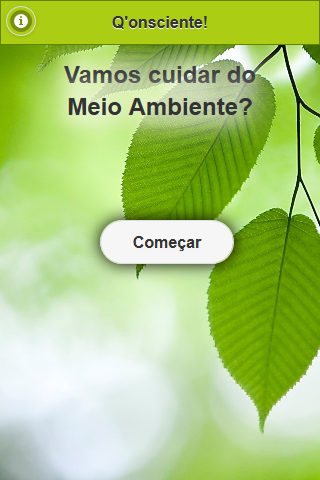 Q'onsciente!
Vamos cuidar do
Meio Ambiente?
Começar